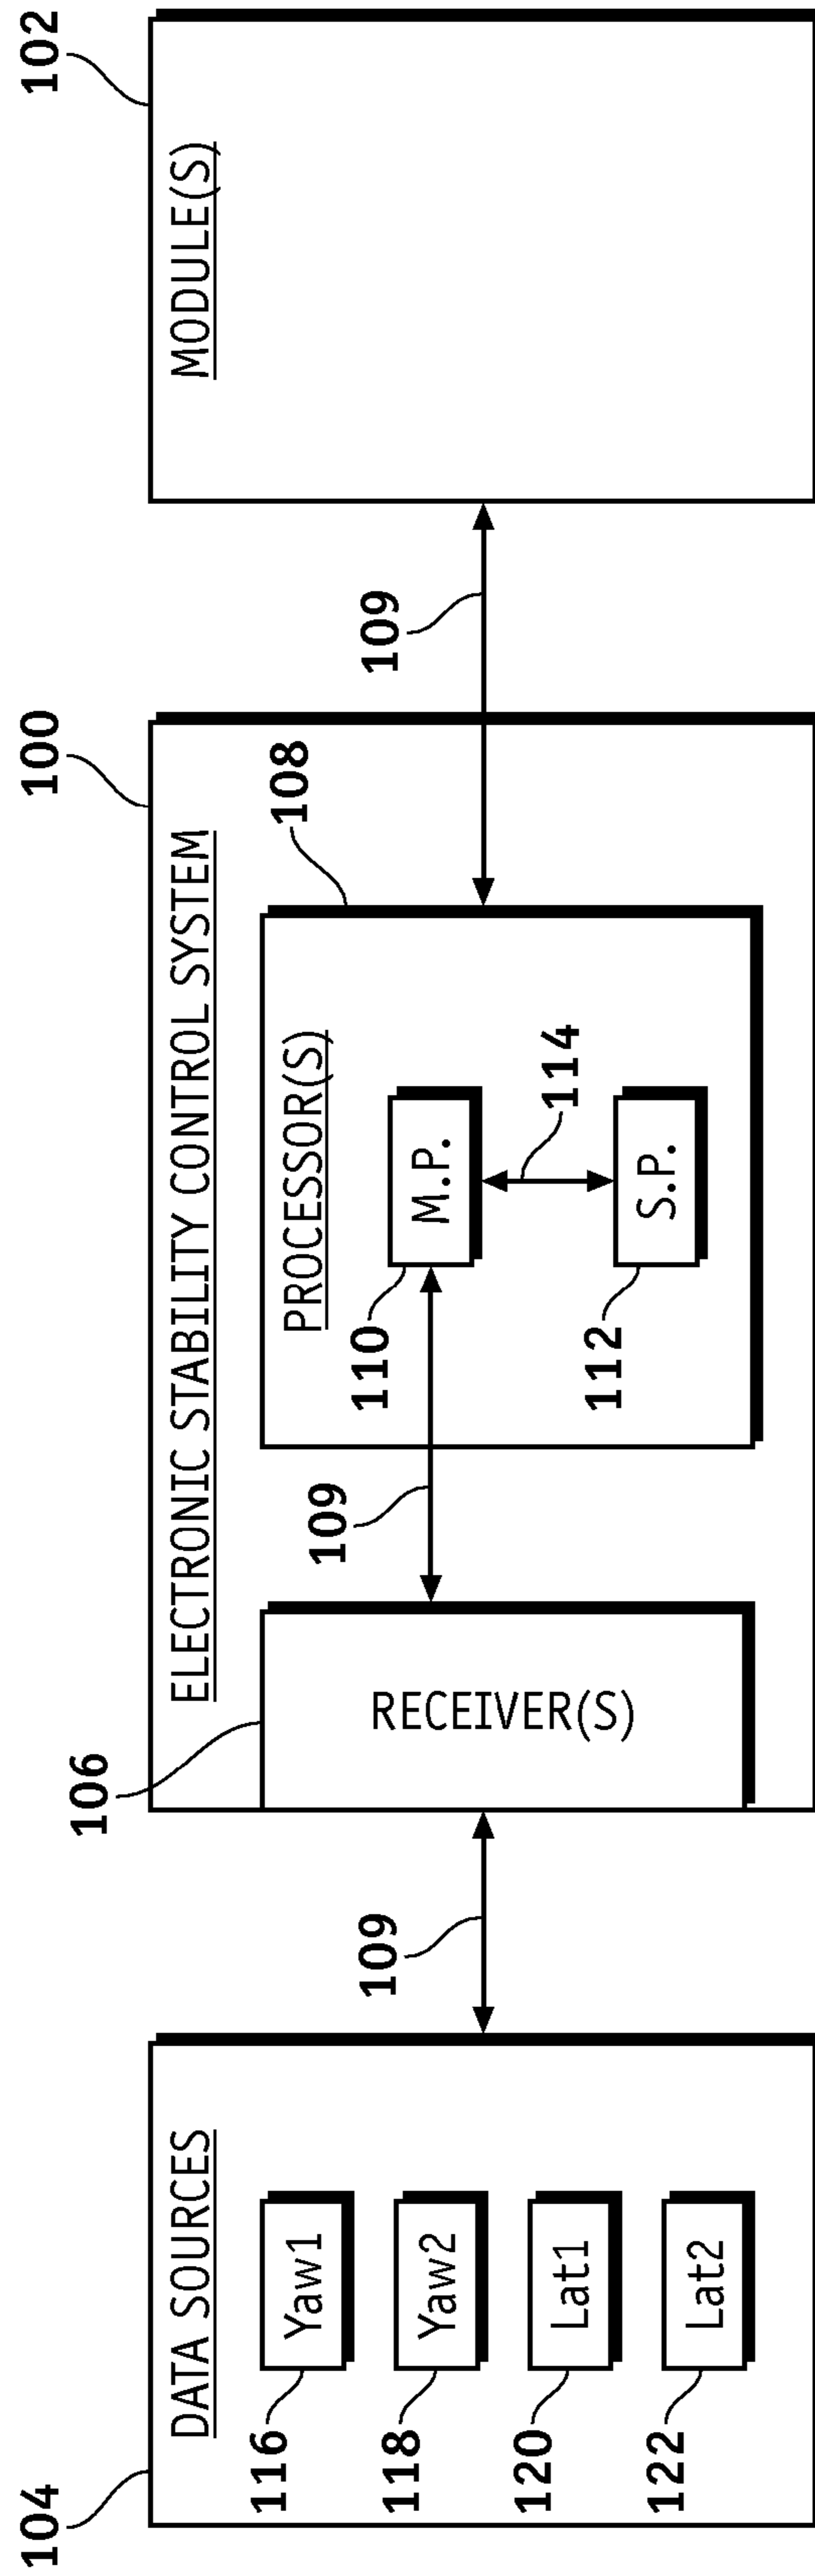 104
DATA SOURCES
116
Yaw1
118
Yaw2
120
Lat1
122
Lat2
109
100
ELECTRONIC STABILITY CONTROL SYSTEM
106
RECEIVER(S)
109
108
PROCESSOR(S)
110
M.P.
114
112
S.P.
109
102
MODULE(S)